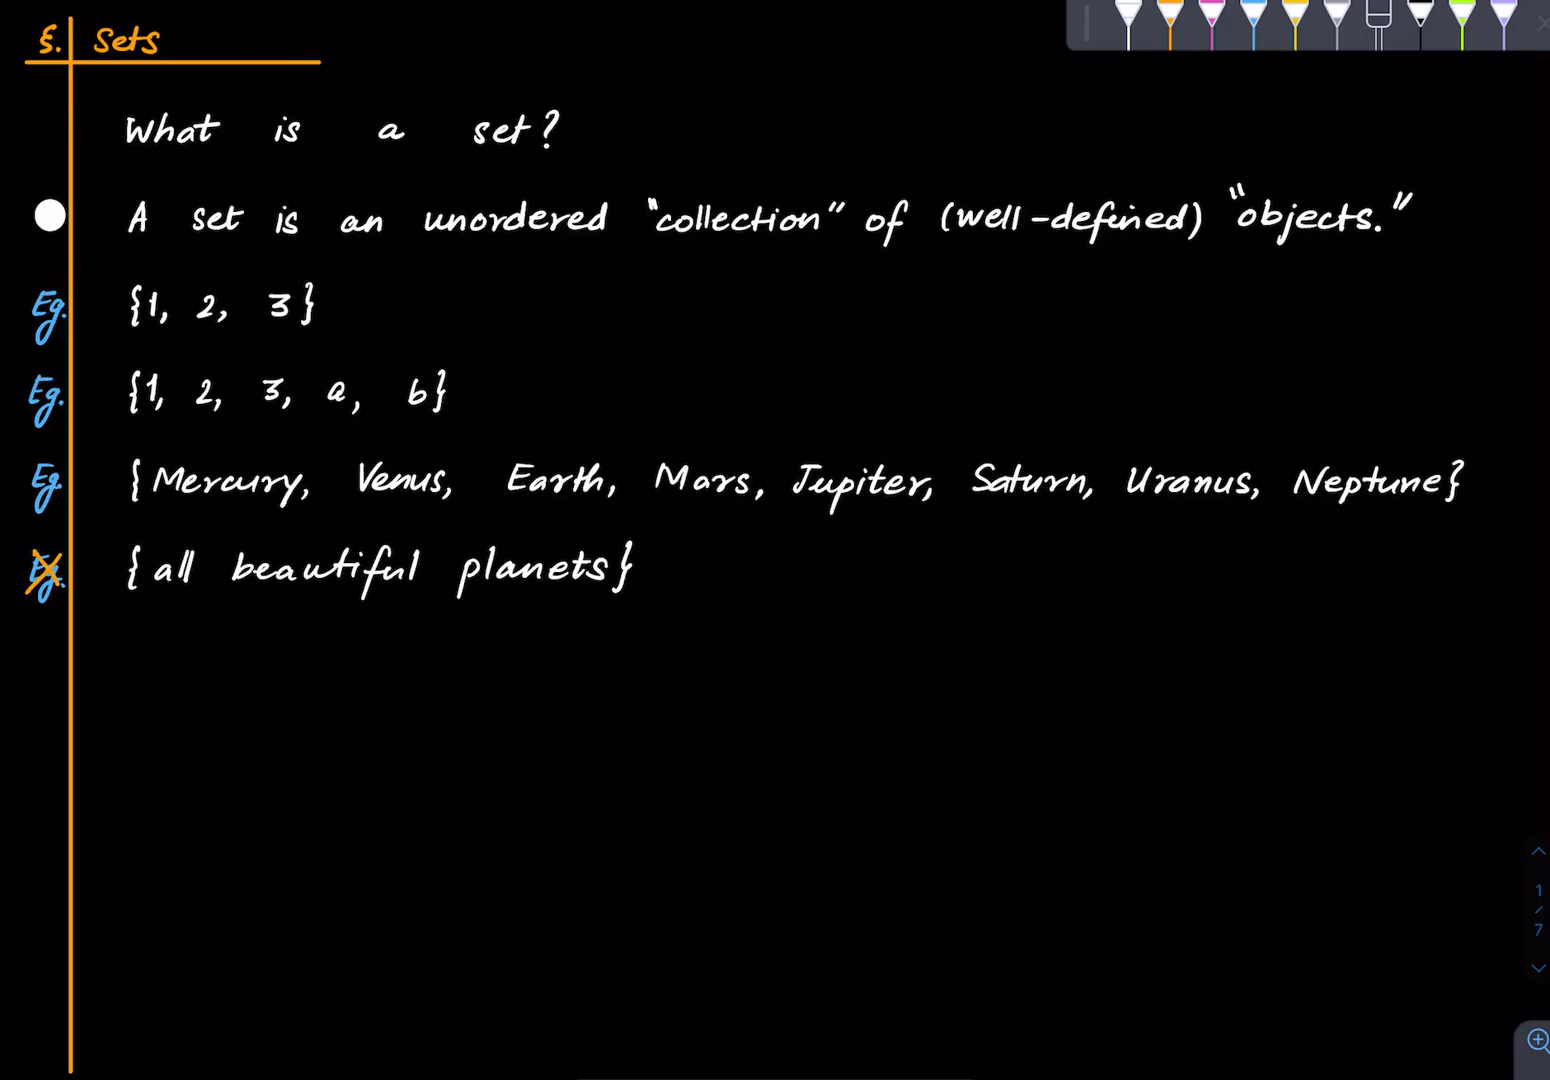 §. Sets
What is a set?
A set is an unordered "collection" of (well-defined) "objects."
Eg. {1, 2, 3}
Eg. {1, 2, 3, a, b}
Eg. {Mercury, Venus, Earth, Mars, Jupiter, Saturn, Uranus, Neptune}
Eg. {all beautiful planets}
1
/
7